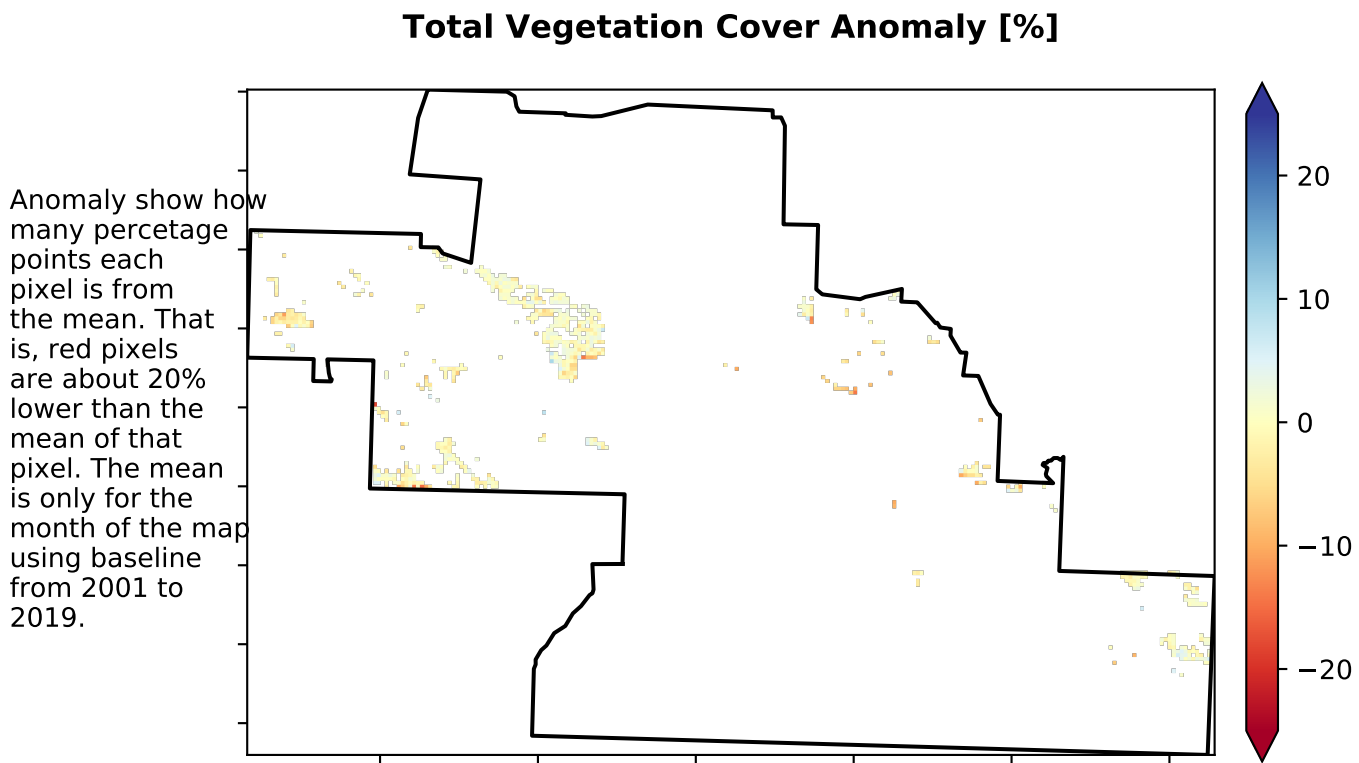 Total Vegetation Cover Anomaly [%]
Anomaly show how
many percetage
points each
pixel is from
the mean. That
is, red pixels
are about 20%
lower than the
mean of that
pixel. The mean
is only for the
month of the map
using baseline
from 2001 to
2019.
20
10
0
−10
−20